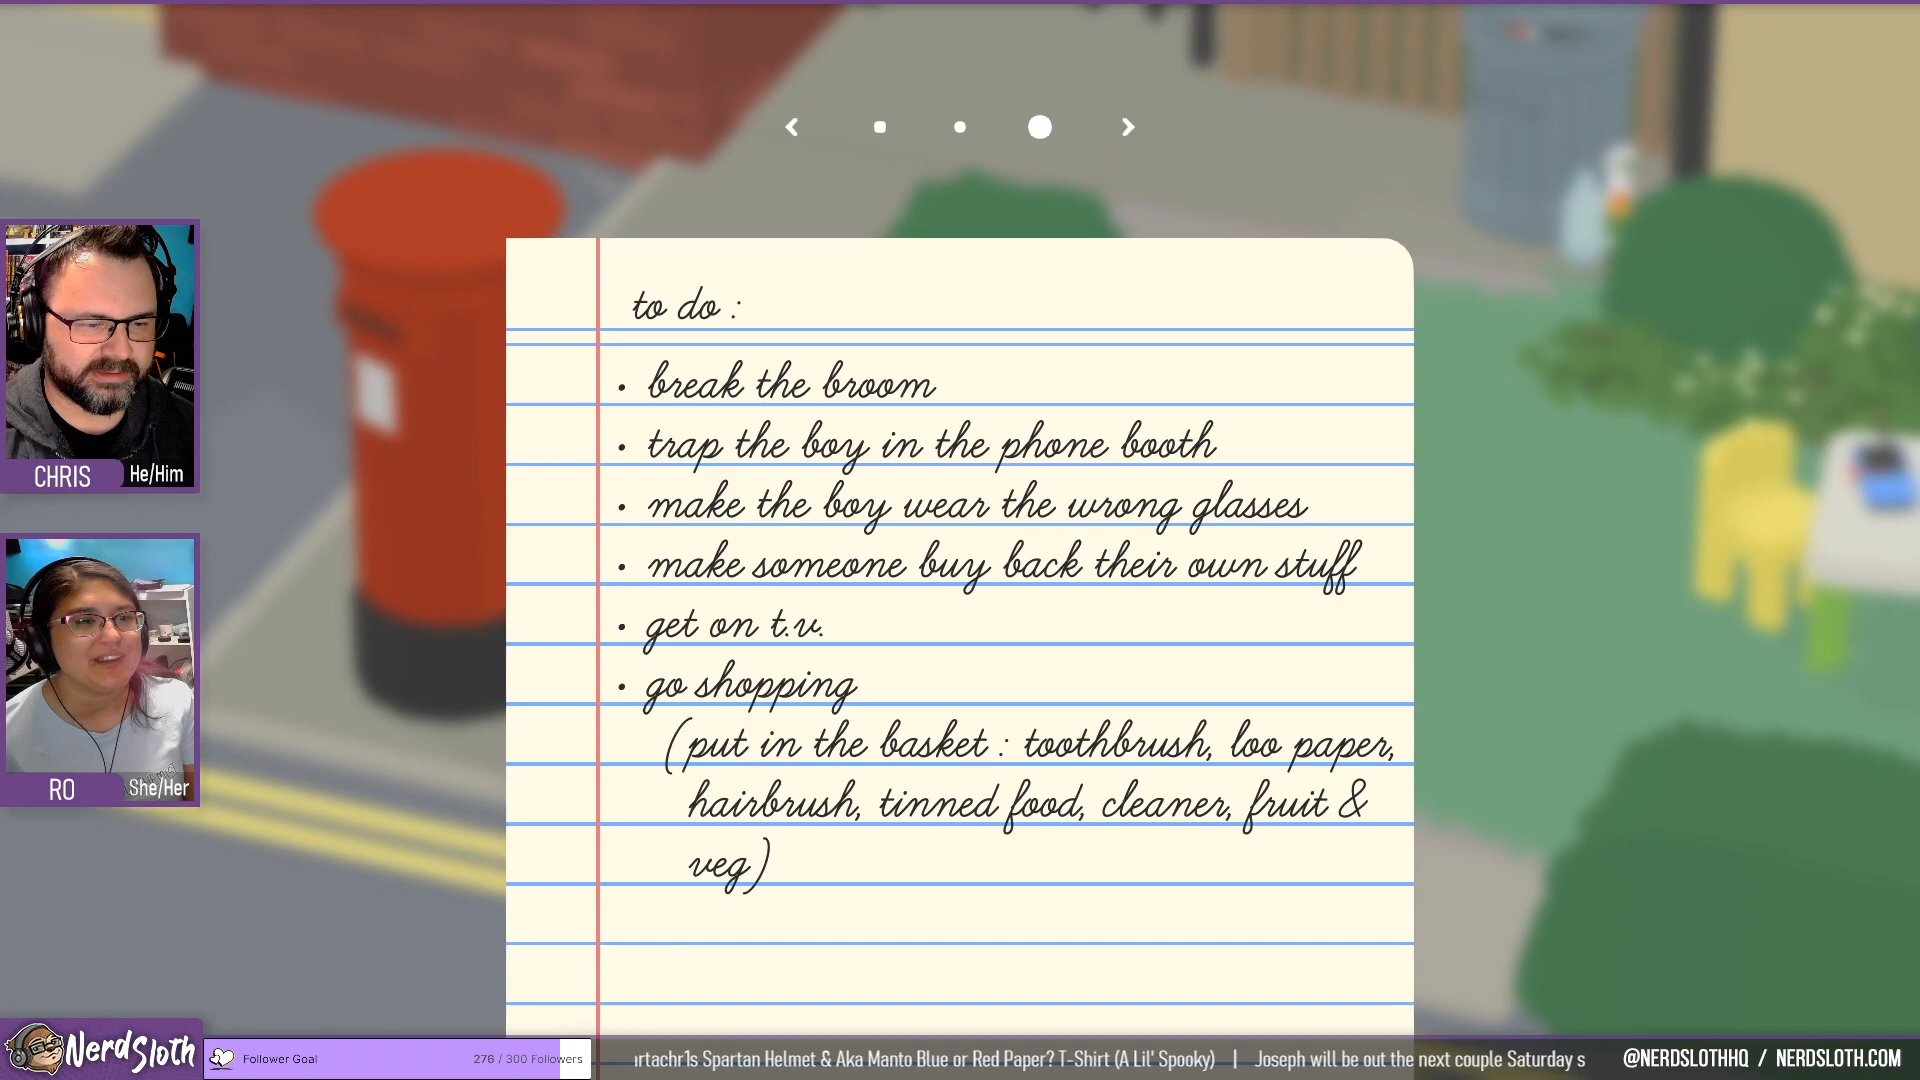 to do :
• break the broom
• trap the boy in the phone booth
• make the boy wear the wrong glasses
• make someone buy back their own stuff
• get on t.v.
• go shopping
(put in the basket : toothbrush, loo paper,
hairbrush, tinned food, cleaner, fruit &
veg)
CHRIS He/Him
RO She/Her
NerdSloth
Follower Goal 276 / 300 Followers
Spartan Helmet & Aka Manto Blue or Red Paper? T-Shirt (A Lil' Spooky) | Joseph will be out the next couple Saturday s
@NERDSLOTHHQ / NERDSLOTH.COM